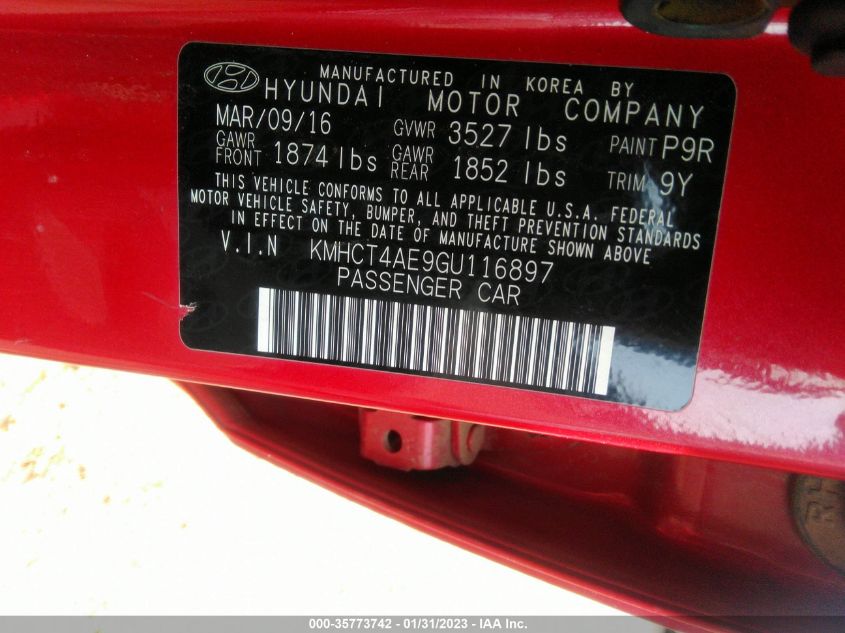 MANUFACTURED IN KOREA BY
HYUNDAI MOTOR COMPANY
MAR/09/16 GVWR 3527 lbs PAINT P9R
GAWR FRONT 1874 lbs GAWR REAR 1852 lbs TRIM 9Y
THIS VEHICLE CONFORMS TO ALL APPLICABLE U.S.A. FEDERAL
MOTOR VEHICLE SAFETY, BUMPER, AND THEFT PREVENTION STANDARDS
IN EFFECT ON THE DATE OF MANUFACTURE SHOWN ABOVE
V.I.N KMHCT4AE9GU116897
PASSENGER CAR
RH
000-35773742 - 01/31/2023 - IAA Inc.